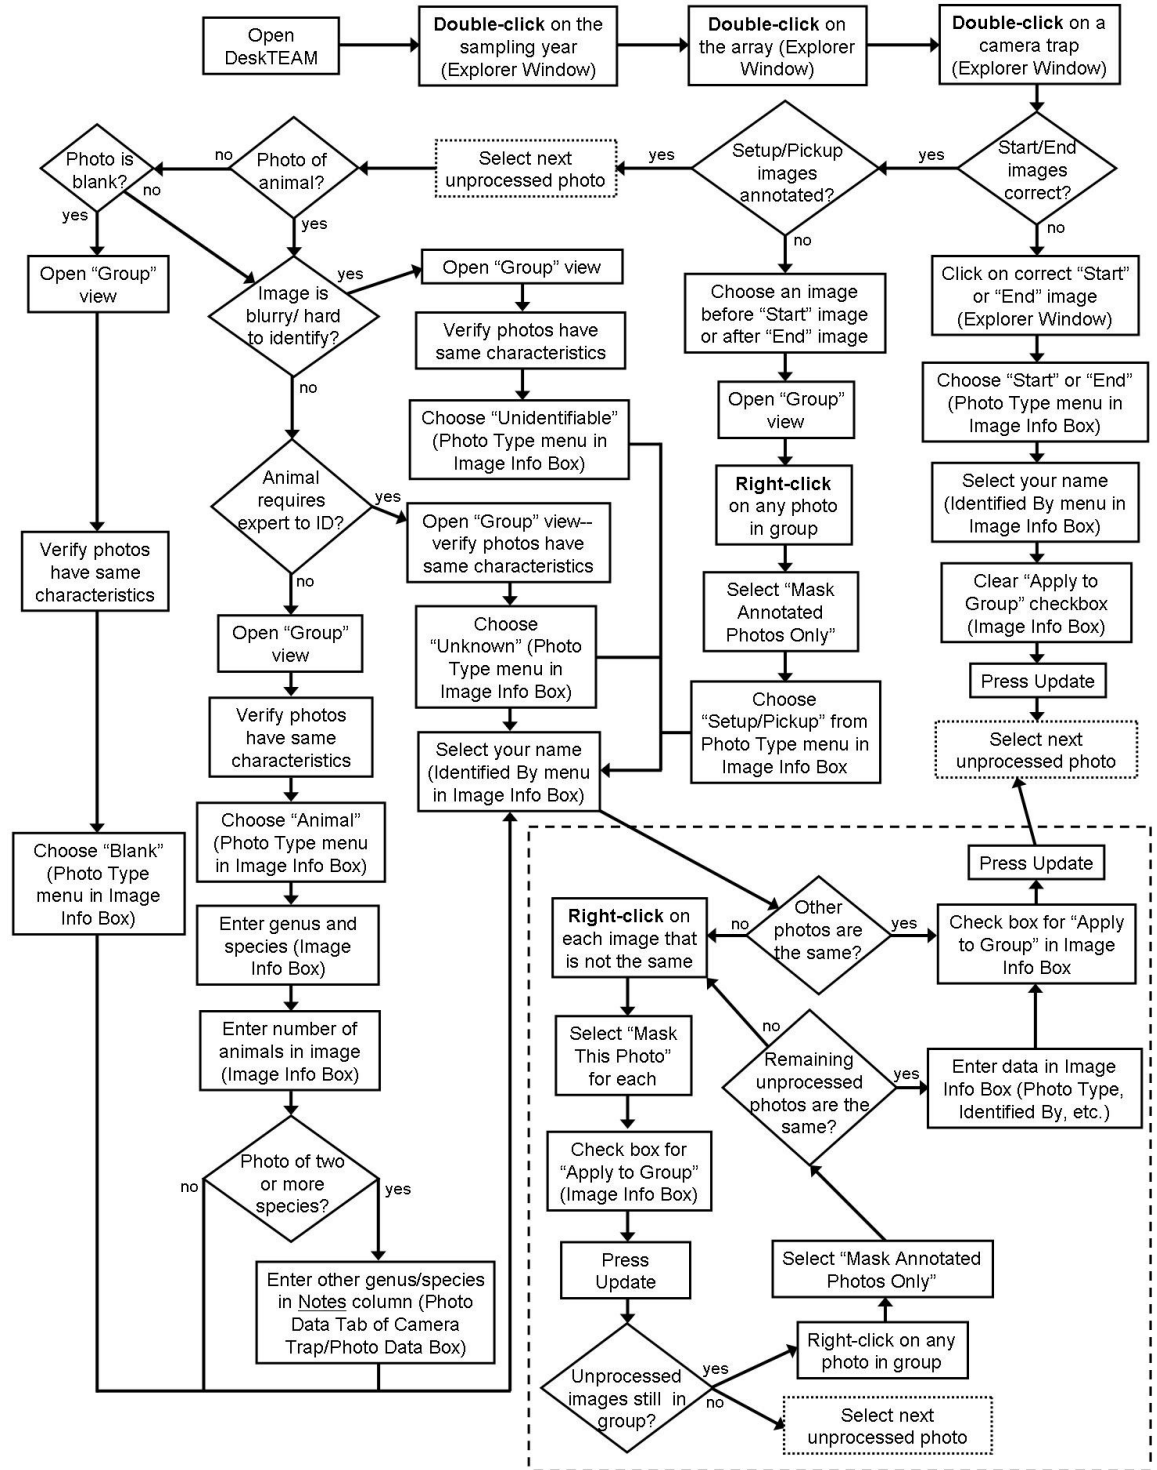 Open
DeskTEAM
Double-click on the
sampling year
(Explorer Window)
Double-click on
the array (Explorer
Window)
Double-click on a
camera trap
(Explorer Window)
Start/End
images
correct?
yes
no
Setup/Pickup
images
annotated?
yes
no
Select next
unprocessed photo
Photo of
animal?
no
yes
Photo is
blank?
no
yes
Open “Group”
view
Verify photos
have same
characteristics
Choose “Blank”
(Photo Type
menu in Image
Info Box)
Image is
blurry/ hard
to identify?
yes
no
Open “Group” view
Verify photos have
same characteristics
Choose “Unidentifiable”
(Photo Type menu in
Image Info Box)
Animal
requires
expert to ID?
yes
no
Open “Group” view--
verify photos have
same characteristics
Choose
“Unknown” (Photo
Type menu in
Image Info Box)
Select your name
(Identified By menu
in Image Info Box)
Open “Group”
view
Verify photos
have same
characteristics
Choose “Animal”
(Photo Type menu
in Image Info Box)
Enter genus and
species (Image
Info Box)
Enter number of
animals in image
(Image Info Box)
Photo of two
or more
species?
no
yes
Enter other genus/species
in Notes column (Photo
Data Tab of Camera
Trap/Photo Data Box)
Choose an image
before “Start” image
or after “End” image
Open “Group”
view
Right-click
on any photo
in group
Select “Mask
Annotated
Photos Only”
Choose
“Setup/Pickup” from
Photo Type menu in
Image Info Box
Click on correct “Start”
or “End” image
(Explorer Window)
Choose “Start” or “End”
(Photo Type menu in
Image Info Box)
Select your name
(Identified By menu in
Image Info Box)
Clear “Apply to
Group” checkbox
(Image Info Box)
Press Update
Select next
unprocessed photo
Press Update
Other
photos are
the same?
no
yes
Check box for “Apply
to Group” in Image
Info Box
Right-click on
each image that
is not the same
Select “Mask
This Photo”
for each
Check box for
“Apply to Group”
(Image Info Box)
Press
Update
Unprocessed
images still in
group?
yes
no
Right-click on any
photo in group
Select “Mask Annotated
Photos Only”
Remaining
unprocessed
photos are the
same?
no
yes
Enter data in Image
Info Box (Photo Type,
Identified By, etc.)
Select next
unprocessed photo